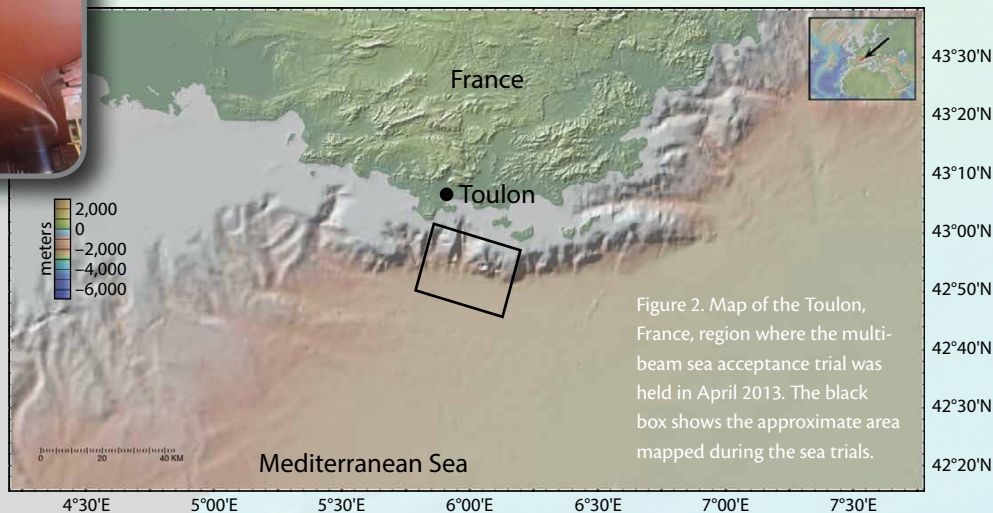 France
Toulon
meters
2,000
0
−2,000
−4,000
−6,000
43°30'N
43°20'N
43°10'N
43°00'N
42°50'N
42°40'N
42°30'N
42°20'N
Figure 2. Map of the Toulon,
France, region where the multi-
beam sea acceptance trial was
held in April 2013. The black
box shows the approximate area
mapped during the sea trials.
0 20 40 KM
Mediterranean Sea
4°30'E 5°00'E 5°30'E 6°00'E 6°30'E 7°00'E 7°30'E